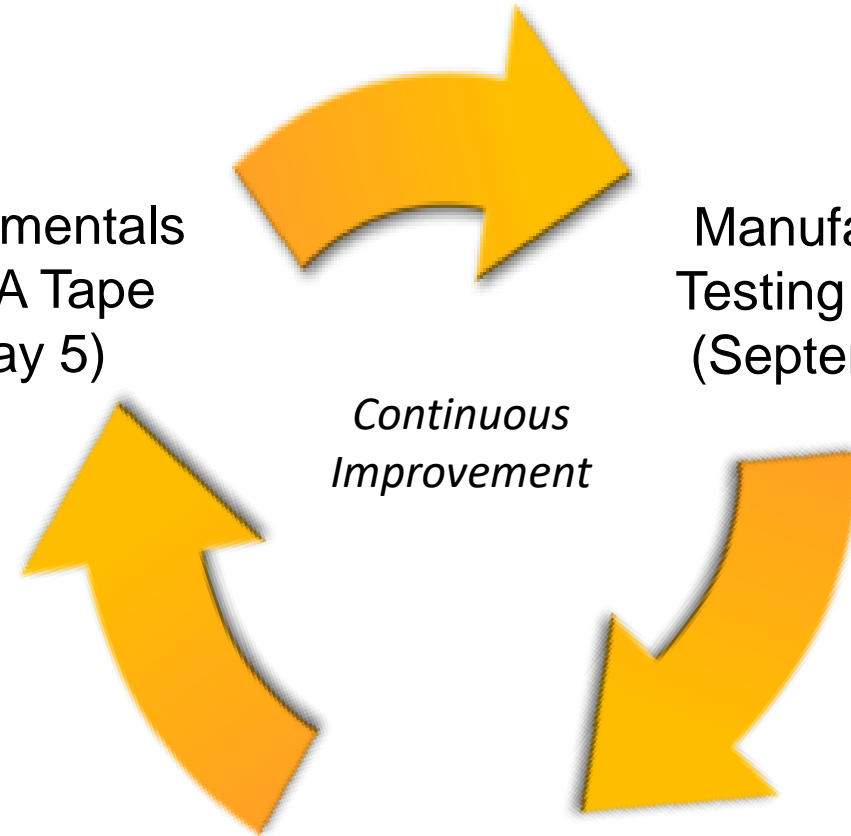 mentals
A Tape
ay 5)
Manufa
Testing
(Septe
Continuous
Improvement